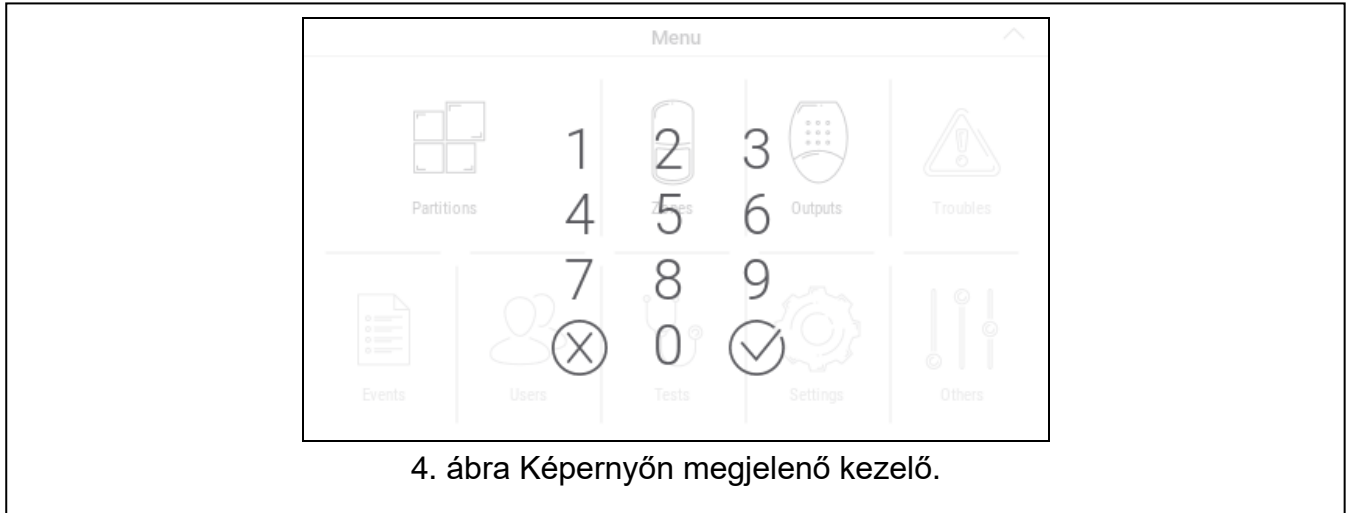 Menu
1 2 3
Partitions Zones Outputs Troubles
4 5 6
7 8 9
0
Events Users Tests Settings Others
4. ábra Képernyőn megjelenő kezelő.